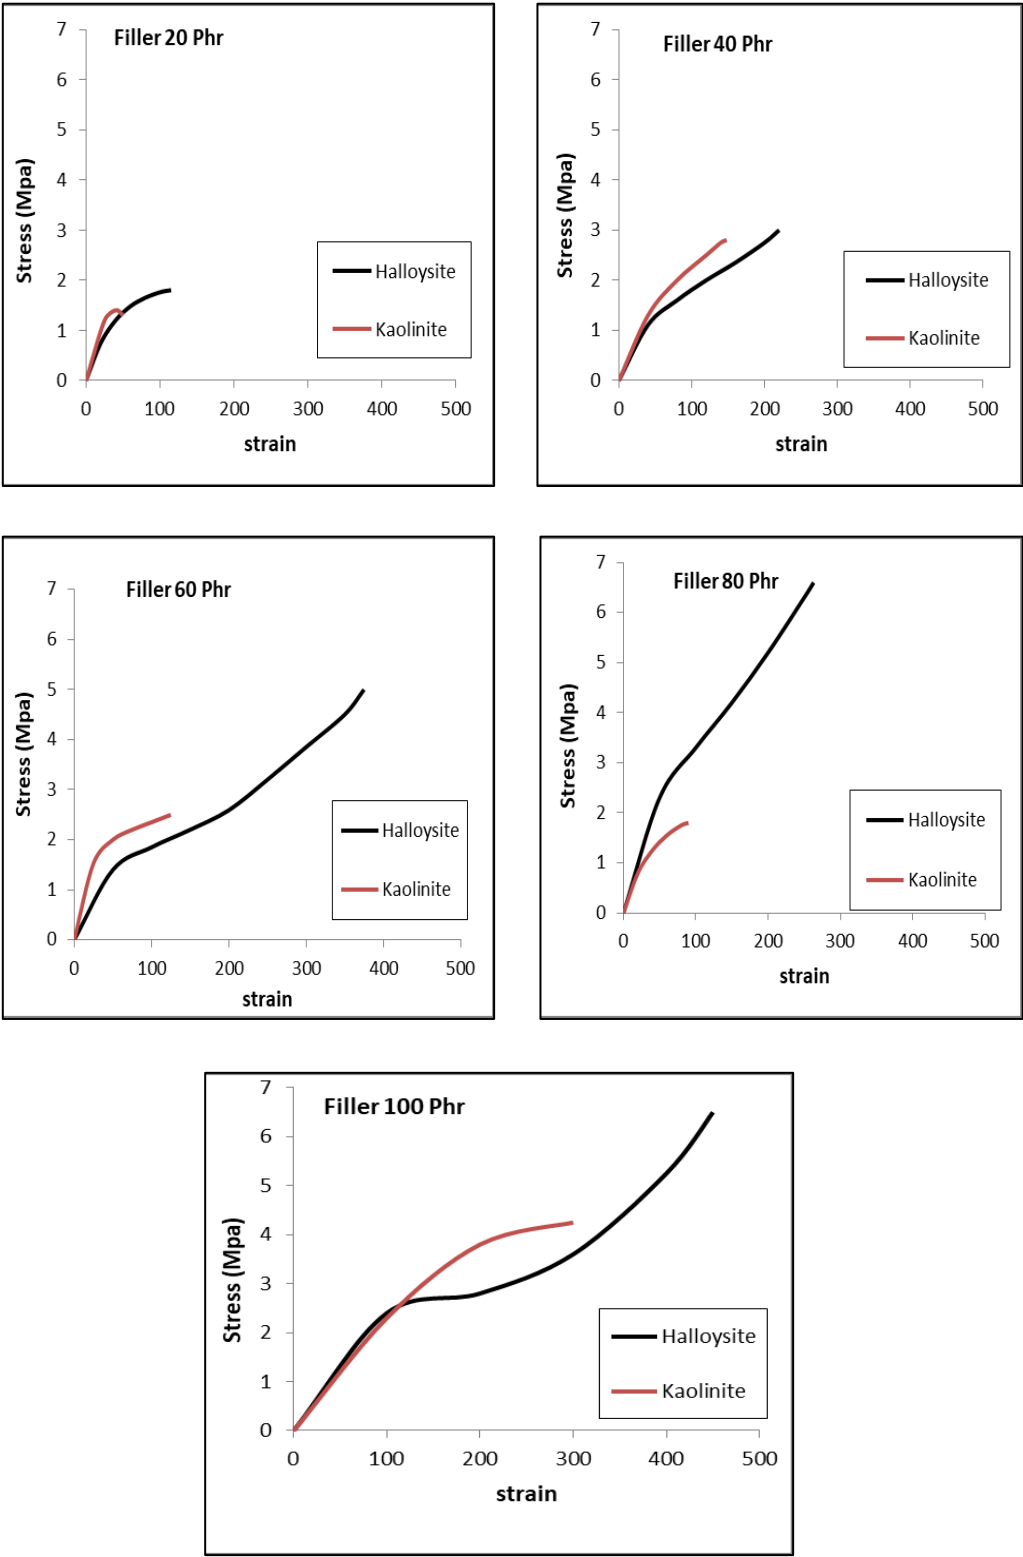 Filler 20 Phr
7
6
5
4
3
2
1
0
Stress (Mpa)
0 100 200 300 400 500
strain
Halloysite
Kaolinite
Filler 40 Phr
7
6
5
4
3
2
1
0
Stress (Mpa)
0 100 200 300 400 500
strain
Halloysite
Kaolinite
Filler 60 Phr
7
6
5
4
3
2
1
0
Stress (Mpa)
0 100 200 300 400 500
strain
Halloysite
Kaolinite
Filler 80 Phr
7
6
5
4
3
2
1
0
Stress (Mpa)
0 100 200 300 400 500
strain
Halloysite
Kaolinite
Filler 100 Phr
7
6
5
4
3
2
1
0
Stress (Mpa)
0 100 200 300 400 500
strain
Halloysite
Kaolinite